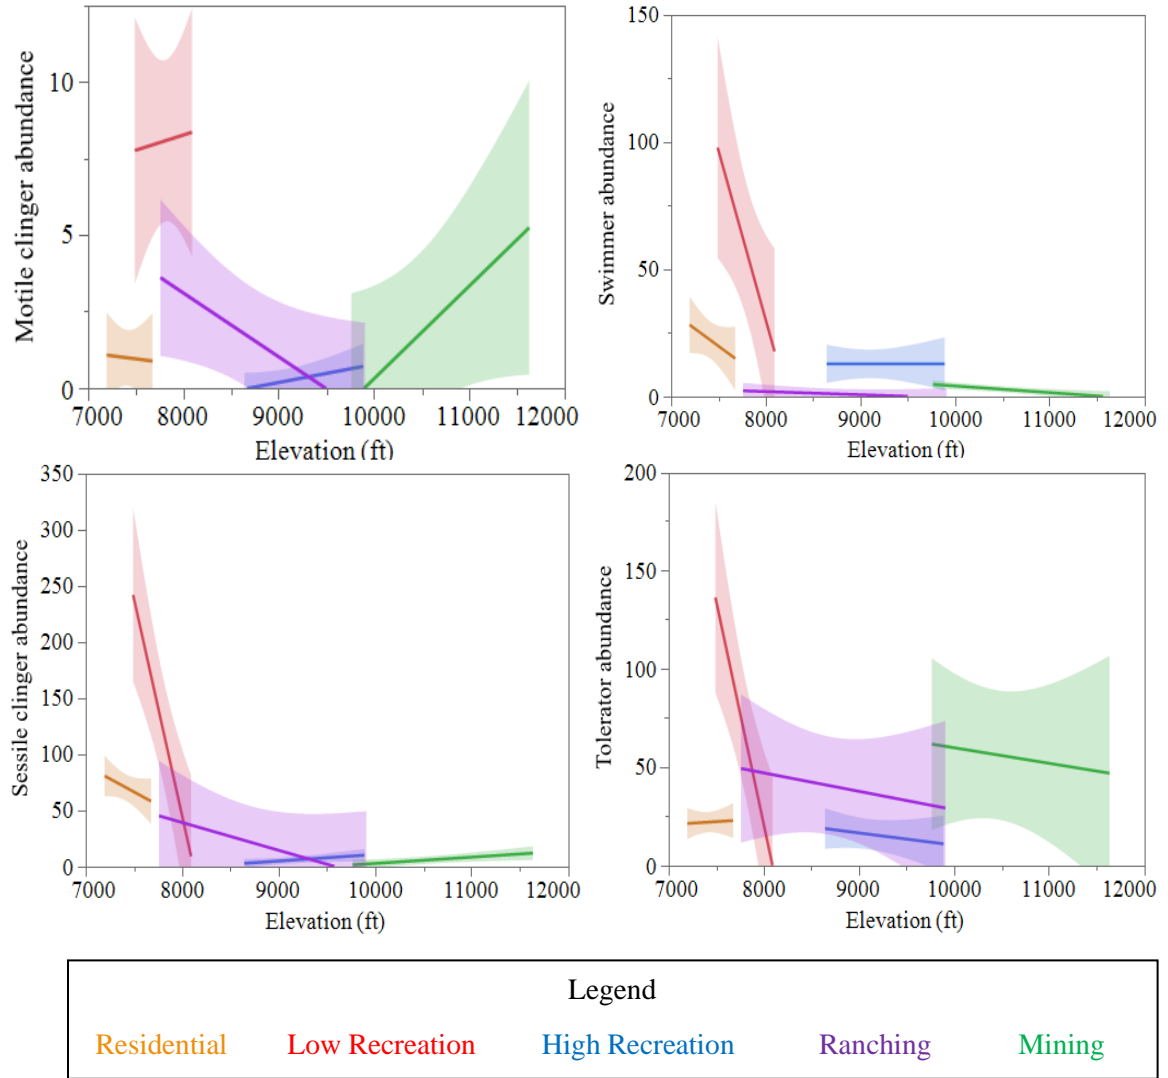 Motile clinger abundance
10
5
0
7000 8000 9000 10000 11000 12000
Elevation (ft)
Swimmer abundance
150
100
50
0
7000 8000 9000 10000 11000 12000
Elevation (ft)
Sessile clinger abundance
350
300
250
200
150
100
50
0
7000 8000 9000 10000 11000 12000
Elevation (ft)
Tolerator abundance
200
150
100
50
0
7000 8000 9000 10000 11000 12000
Elevation (ft)
Legend
Residential Low Recreation High Recreation Ranching Mining